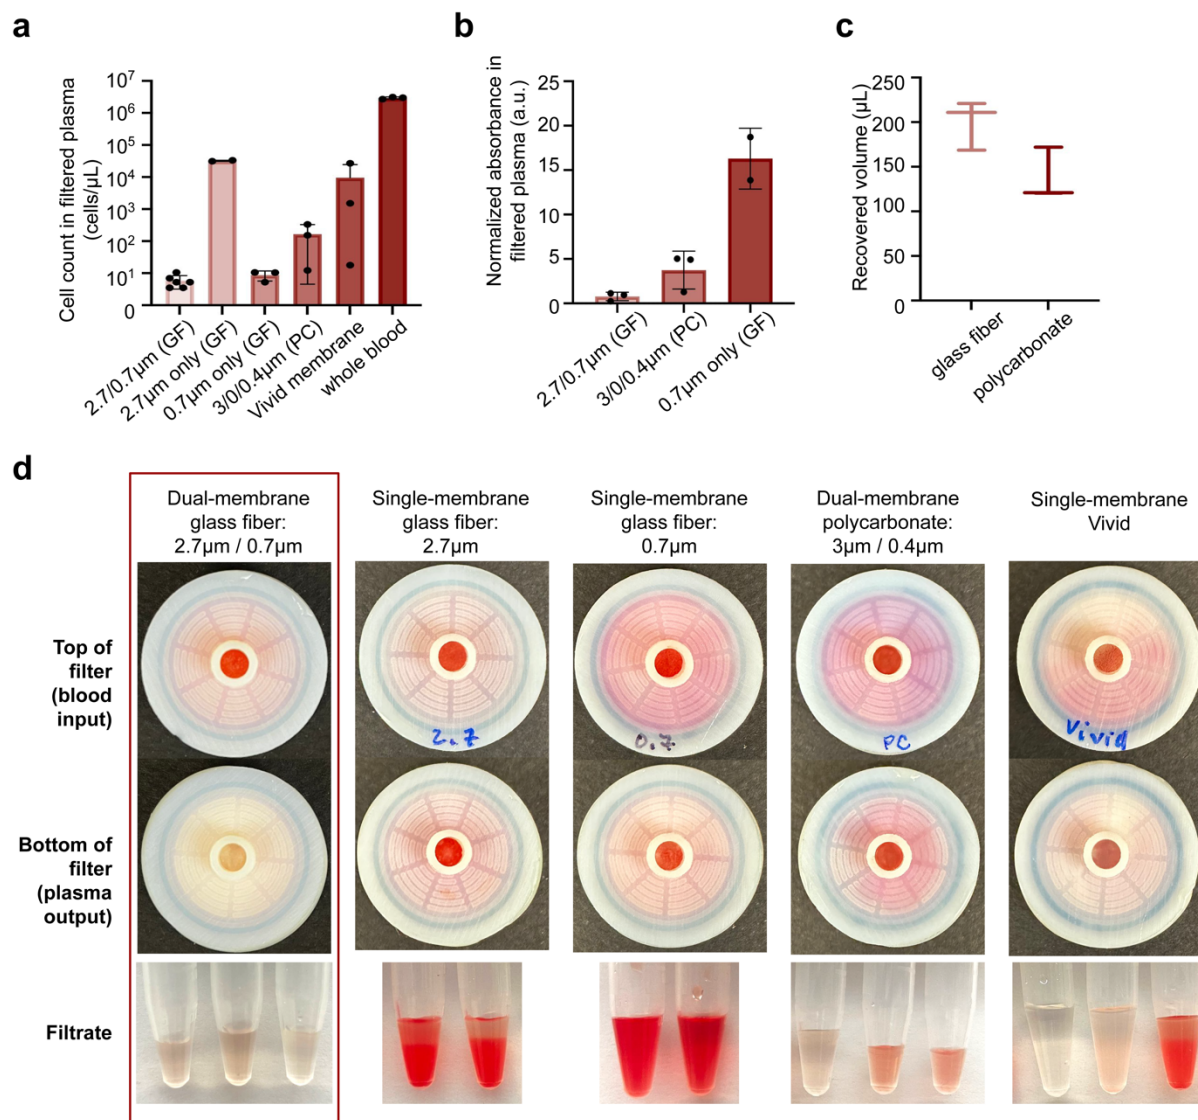 a
Cell count in filtered plasma
(cells/µL)
10⁷
10⁶
10⁵
10⁴
10³
10²
10¹
0
2.7/0.7µm (GF)
2.7µm only (GF)
0.7µm only (GF)
3/0/0.4µm (PC)
Vivid membrane
whole blood
b
Normalized absorbance in
filtered plasma (a.u.)
25
20
15
10
5
0
2.7/0.7µm (GF)
3/0/0.4µm (PC)
0.7µm only (GF)
c
Recovered volume (µL)
250
200
150
100
50
0
glass fiber
polycarbonate
d
Dual-membrane
glass fiber:
2.7µm / 0.7µm
Single-membrane
glass fiber:
2.7µm
Single-membrane
glass fiber:
0.7µm
Dual-membrane
polycarbonate:
3µm / 0.4µm
Single-membrane
Vivid
Top of
filter
(blood
input)
2.7
0.7
PC
Vivid
Bottom of
filter
(plasma
output)
Filtrate